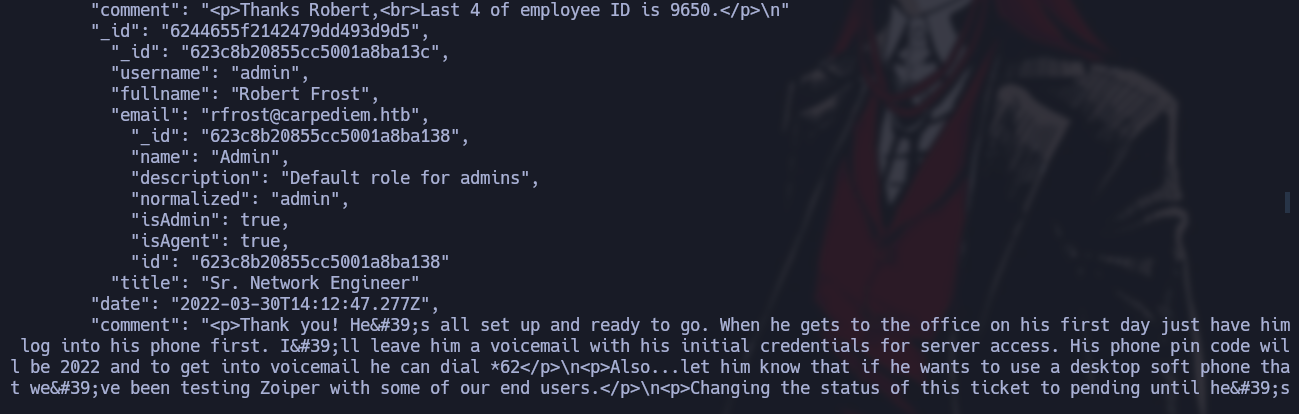 "comment": "<p>Thanks Robert,<br>Last 4 of employee ID is 9650.</p>\n"
"_id": "6244655f2142479dd493d9d5",
"_id": "623c8b20855cc5001a8ba13c",
"username": "admin",
"fullname": "Robert Frost",
"email": "rfrost@carpediem.htb",
"_id": "623c8b20855cc5001a8ba138",
"name": "Admin",
"description": "Default role for admins",
"normalized": "admin",
"isAdmin": true,
"isAgent": true,
"id": "623c8b20855cc5001a8ba138"
"title": "Sr. Network Engineer"
"date": "2022-03-30T14:12:47.277Z",
"comment": "<p>Thank you! He&#39;s all set up and ready to go. When he gets to the office on his first day just have him
log into his phone first. I&#39;ll leave him a voicemail with his initial credentials for server access. His phone pin code wil
l be 2022 and to get into voicemail he can dial *62</p>\n<p>Also...let him know that if he wants to use a desktop soft phone tha
t we&#39;ve been testing Zoiper with some of our end users.</p>\n<p>Changing the status of this ticket to pending until he&#39;s